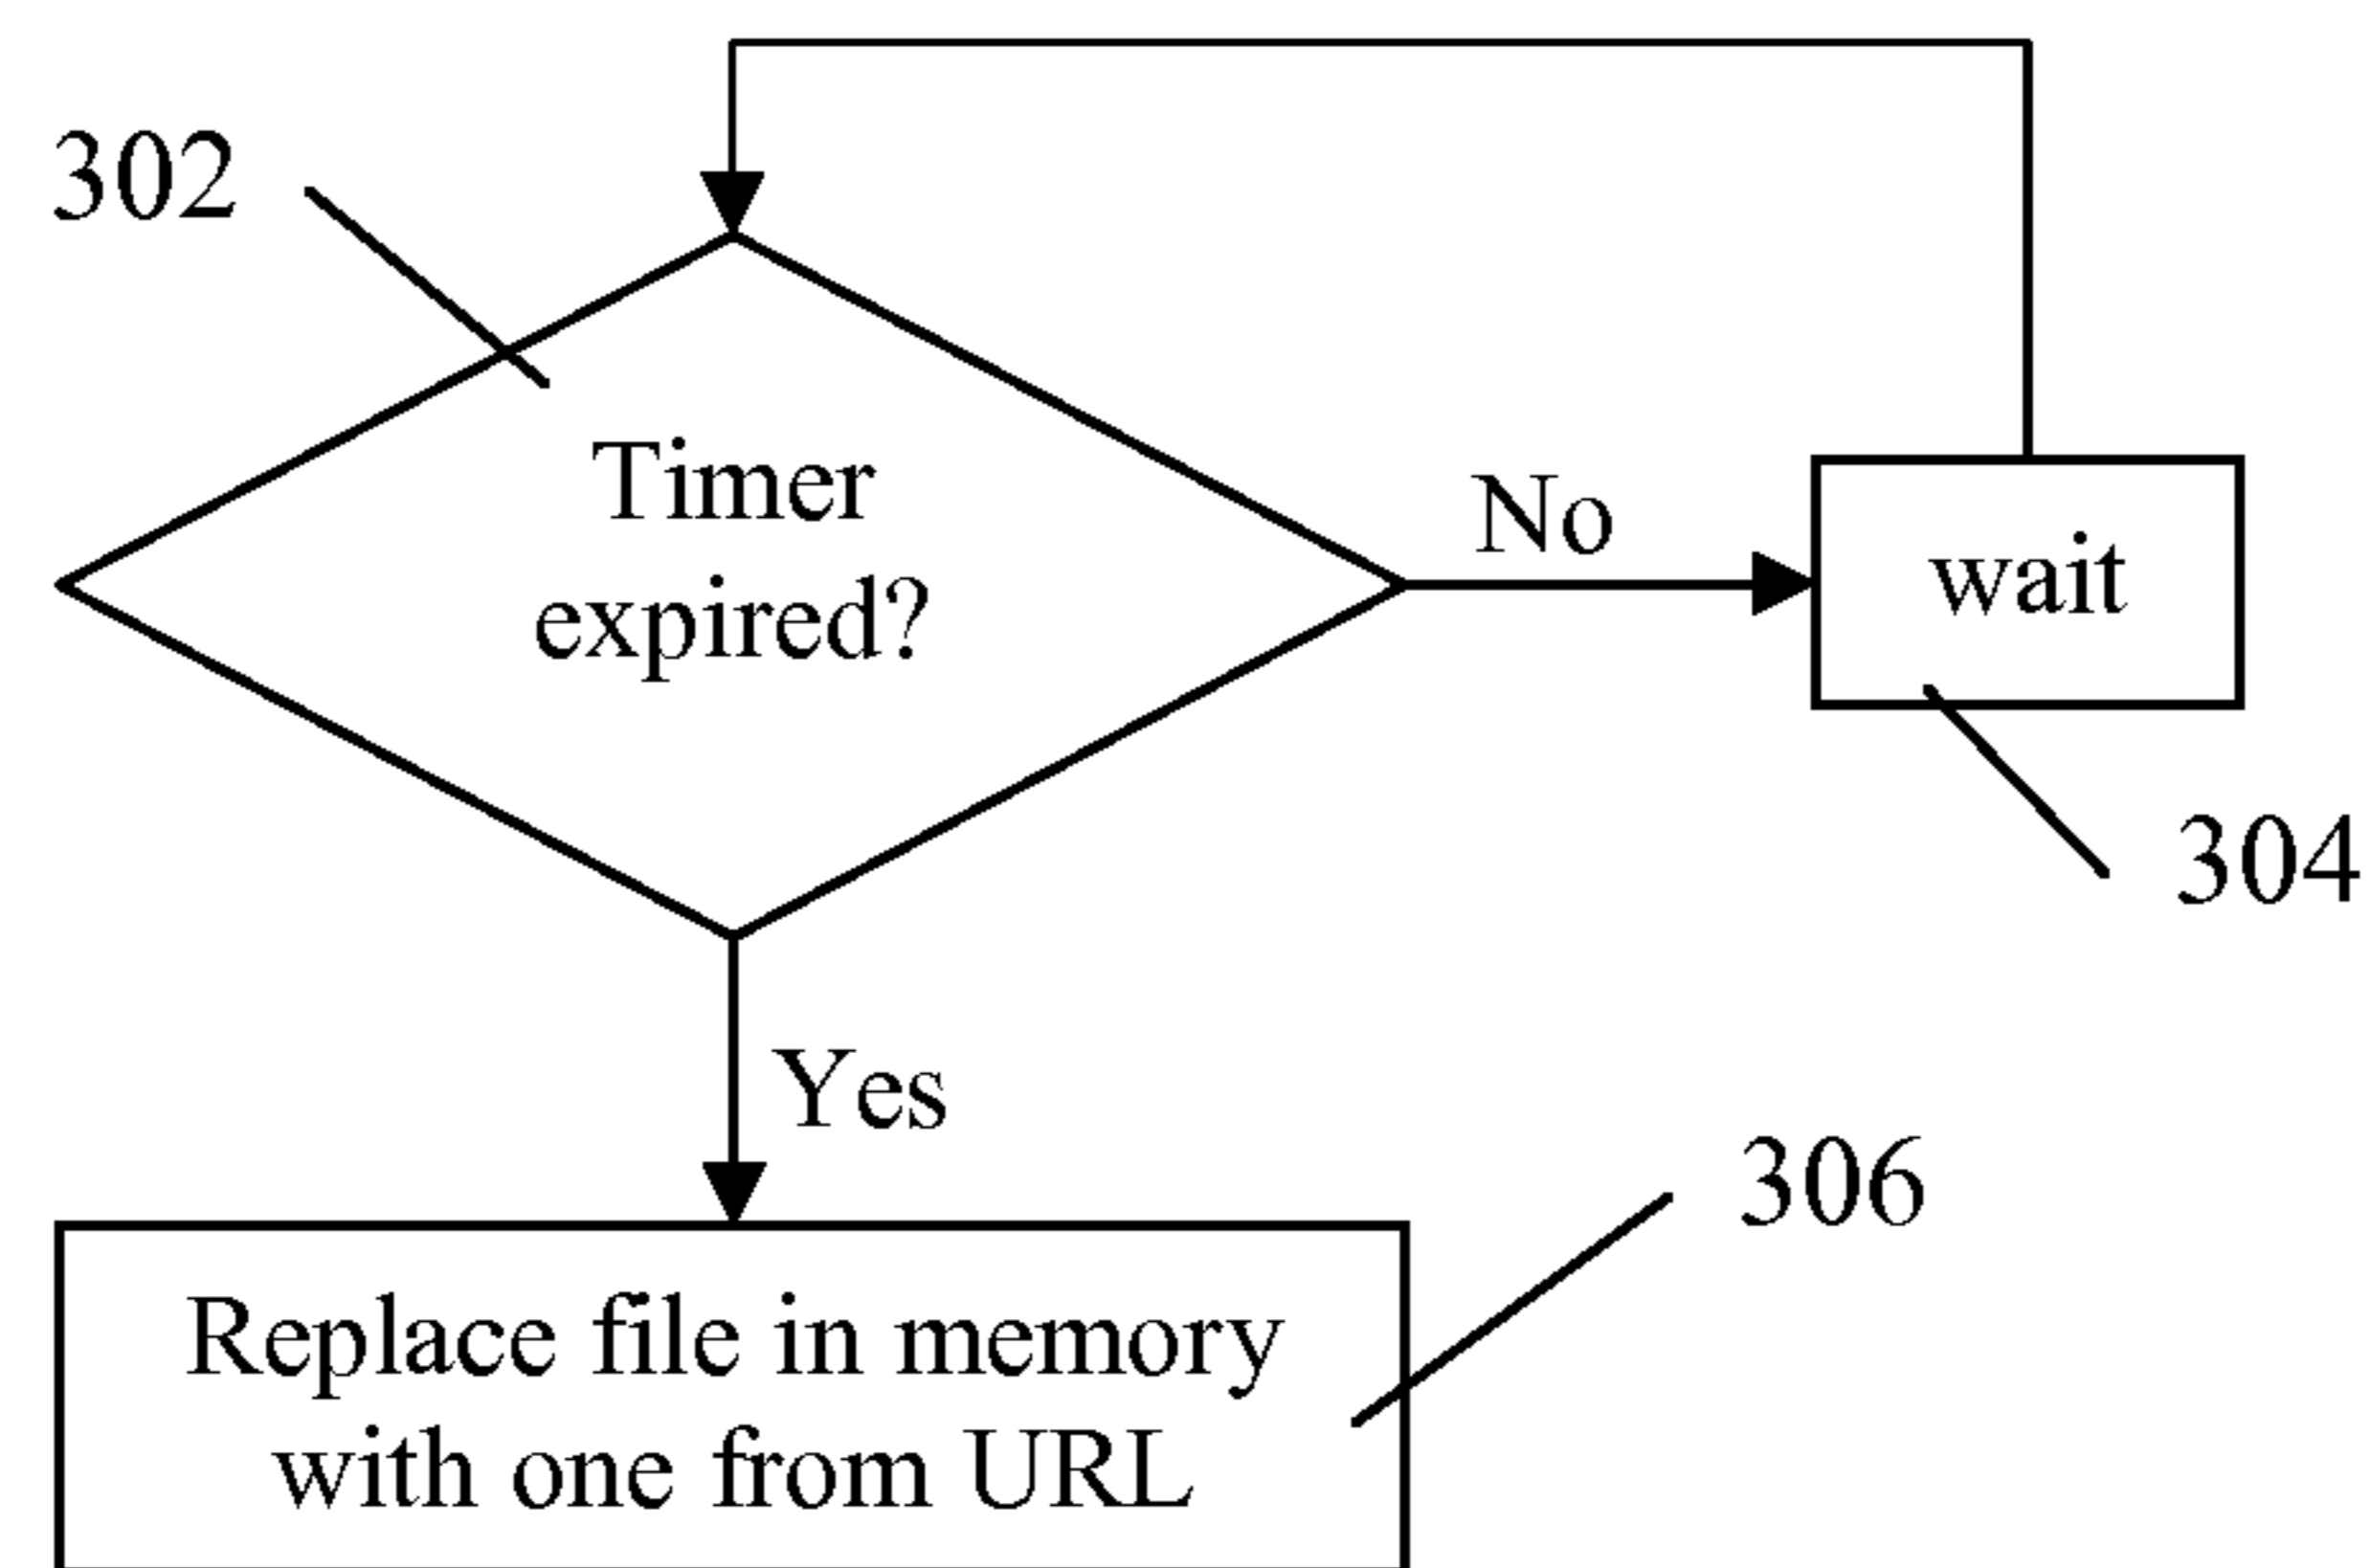 302
Timer
expired?
No
wait
304
Yes
306
Replace file in memory
with one from URL